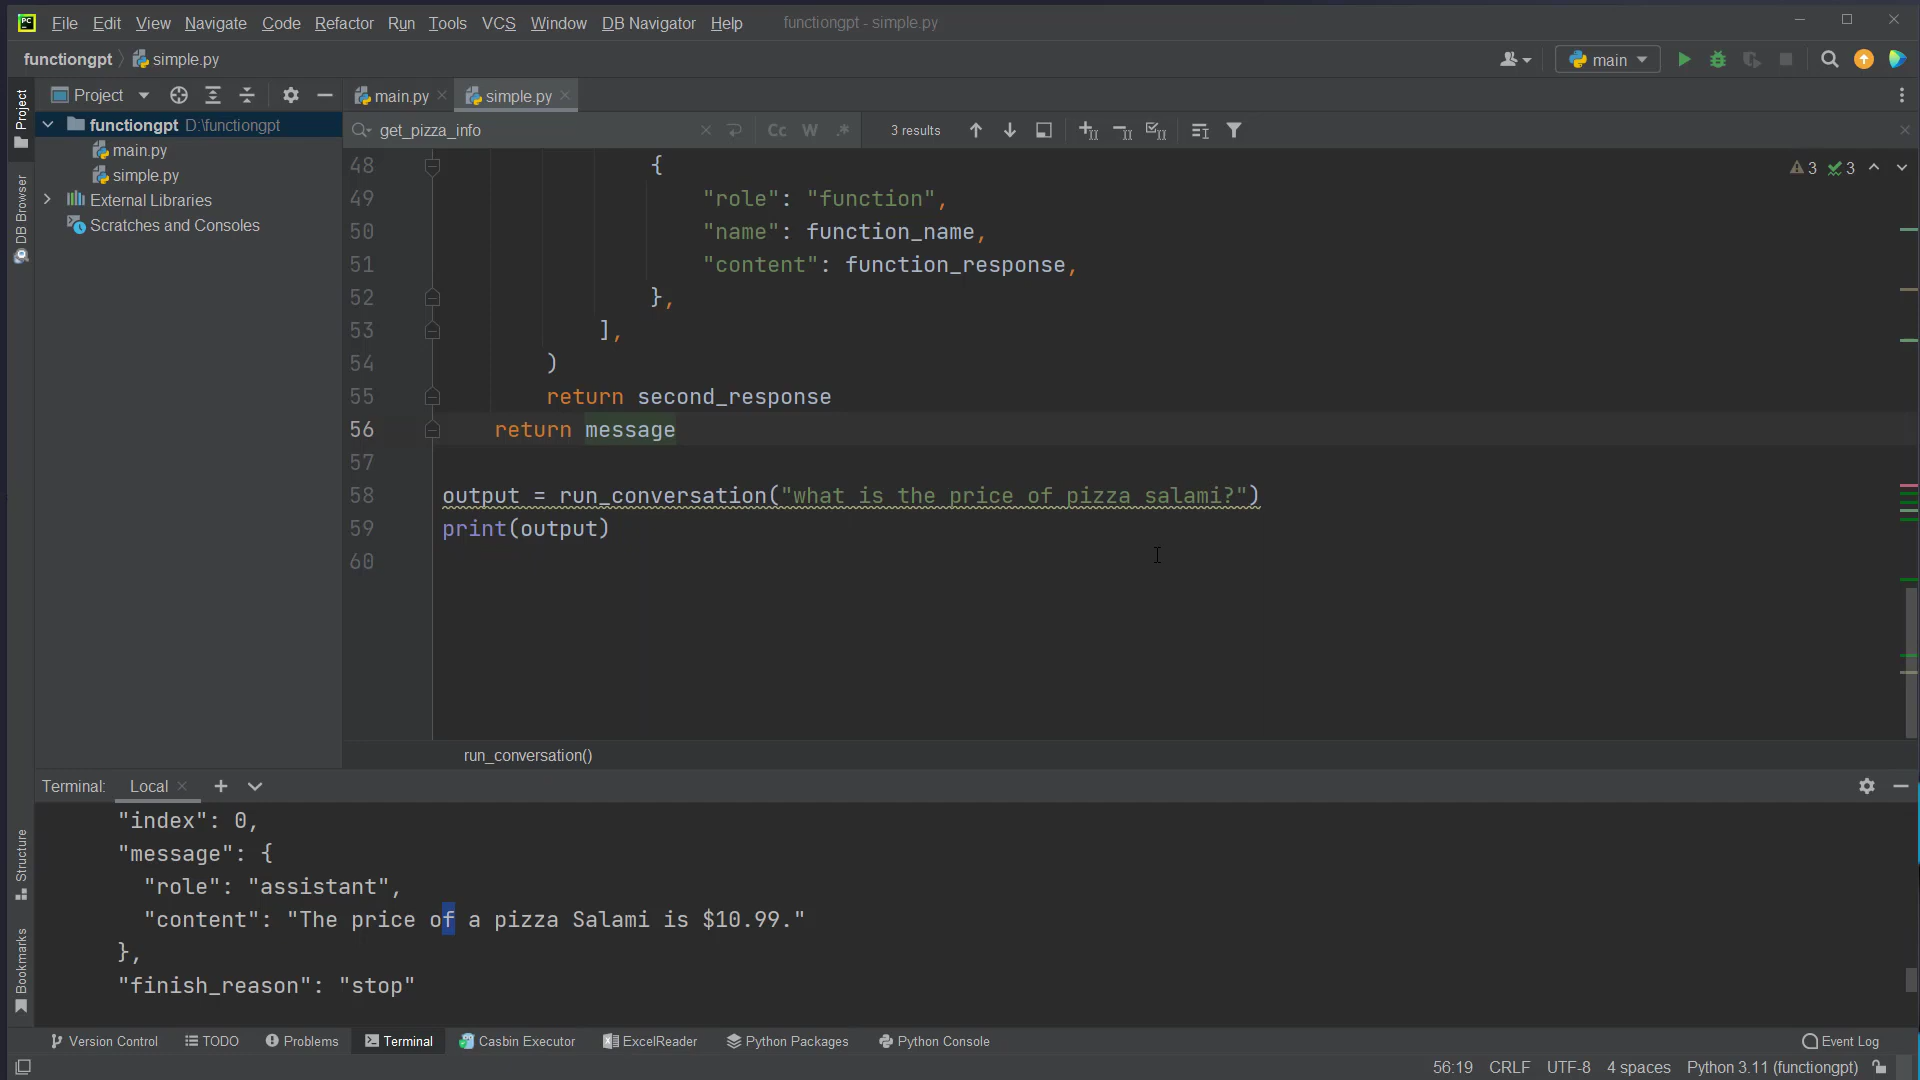 File Edit View Navigate Code Refactor Run Tools VCS Window DB Navigator Help functiongpt - simple.py
functiongpt simple.py main
Project main.py simple.py
get_pizza_info Cc W .* 3 results
functiongpt D:\functiongpt
main.py
simple.py
External Libraries
Scratches and Consoles
Project
DB Browser
Structure
Bookmarks
3 3
48 {
49 "role": "function",
50 "name": function_name,
51 "content": function_response,
52 },
53 ],
54 )
55 return second_response
56 return message
57
58 output = run_conversation("what is the price of pizza salami?")
59 print(output)
60
run_conversation()
Terminal: Local
"index": 0,
"message": {
"role": "assistant",
"content": "The price of a pizza Salami is $10.99."
},
"finish_reason": "stop"
Version Control TODO Problems Terminal Casbin Executor ExcelReader Python Packages Python Console Event Log
56:19 CRLF UTF-8 4 spaces Python 3.11 (functiongpt)